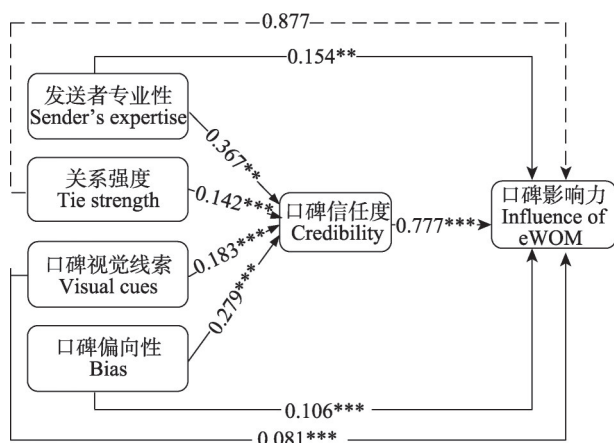 0.877
0.154**
发送者专业性
Sender's expertise
0.367**
关系强度
Tie strength
0.142***
口碑信任度
Credibility
0.777***
口碑影响力
Influence of
eWOM
口碑视觉线索
Visual cues
0.183***
0.279***
口碑偏向性
Bias
0.106***
0.081***